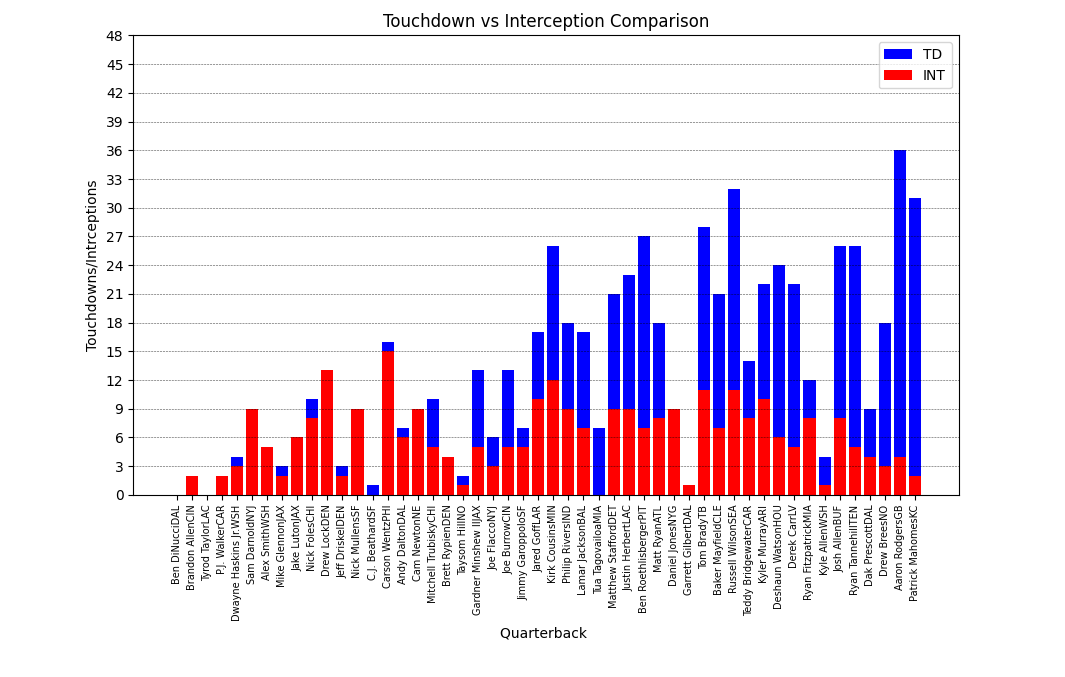 Touchdown vs Interception Comparison
TD
INT
48
45
42
39
36
33
30
27
24
21
18
15
12
9
6
3
0
Touchdowns/Intrceptions
Ben DiNucciDAL
Brandon AllenCIN
Tyrod TaylorLAC
P.J. WalkerCAR
Dwayne Haskins Jr.WSH
Sam DarnoldNYJ
Alex SmithWSH
Mike GlennonJAX
Jake LutonJAX
Nick FolesCHI
Drew LockDEN
Jeff DriskelDEN
Nick MullensSF
C.J. BeathardSF
Carson WentzPHI
Andy DaltonDAL
Cam NewtonNE
Mitchell TrubiskyCHI
Brett RypienDEN
Taysom HillNO
Gardner Minshew IIJAX
Joe FlaccoNYJ
Joe BurrowCIN
Jimmy GaroppoloSF
Jared GoffLAR
Kirk CousinsMIN
Philip RiversIND
Lamar JacksonBAL
Tua TagovailoaMIA
Matthew StaffordDET
Justin HerbertLAC
Ben RoethlisbergerPIT
Matt RyanATL
Daniel JonesNYG
Garrett GilbertDAL
Tom BradyTB
Baker MayfieldCLE
Russell WilsonSEA
Teddy BridgewaterCAR
Kyler MurrayARI
Deshaun WatsonHOU
Derek CarrLV
Ryan FitzpatrickMIA
Kyle AllenWSH
Josh AllenBUF
Ryan TannehillTEN
Dak PrescottDAL
Drew BreesNO
Aaron RodgersGB
Patrick MahomesKC
Quarterback